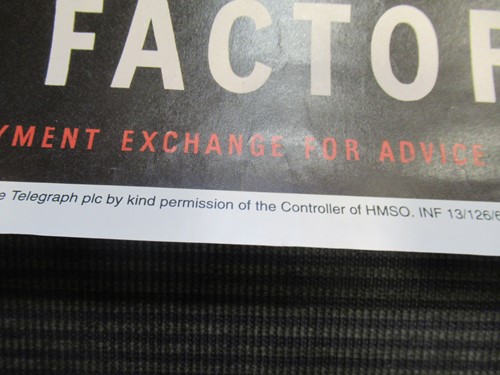 FACTOR
YMENT EXCHANGE FOR ADVICE
e Telegraph plc by kind permission of the Controller of HMSO. INF 13/126/6